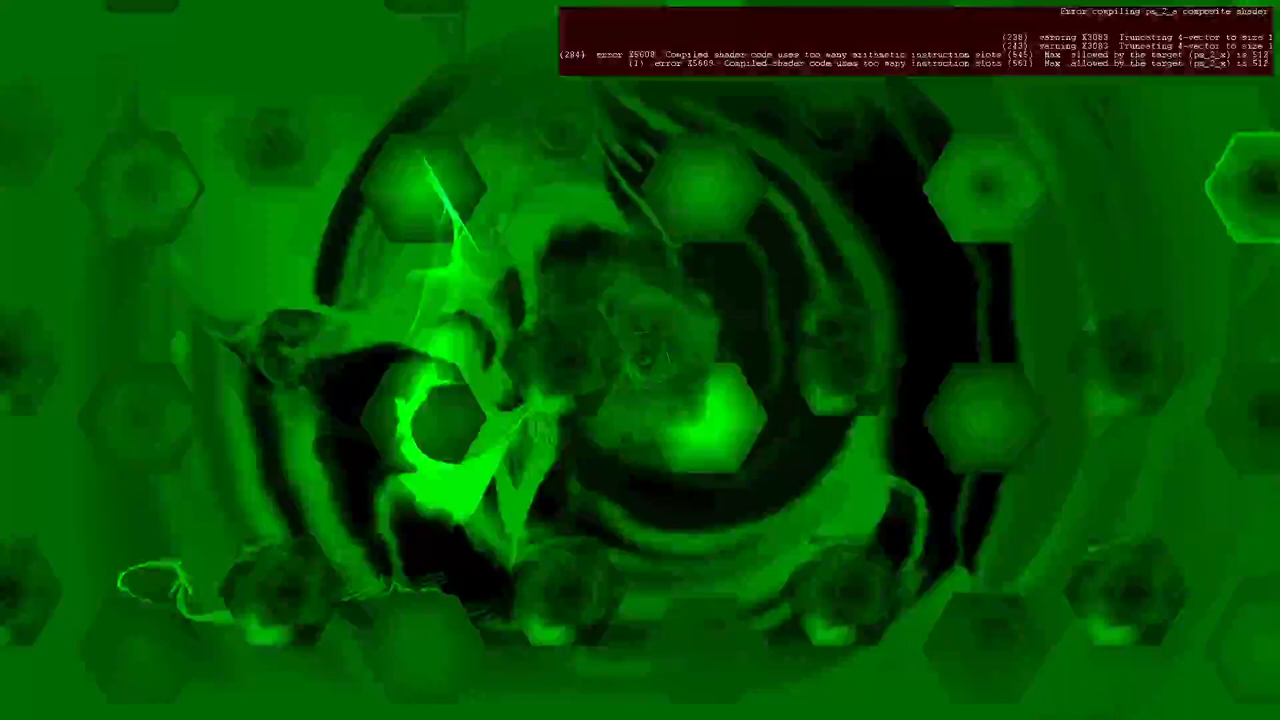 Error compiling ps_2_a composite shader
(238) warning X3083 Truncating 4-vector to size 1
(243) warning X3083 Truncating 4-vector to size 1
(284) error X5608 Compiled shader code uses too many arithmetic instruction slots (545) Max allowed by the target (ps_2_x) is 512
(1) error X5609 Compiled shader code uses too many instruction slots (561) Max allowed by the target (ps_2_x) is 512